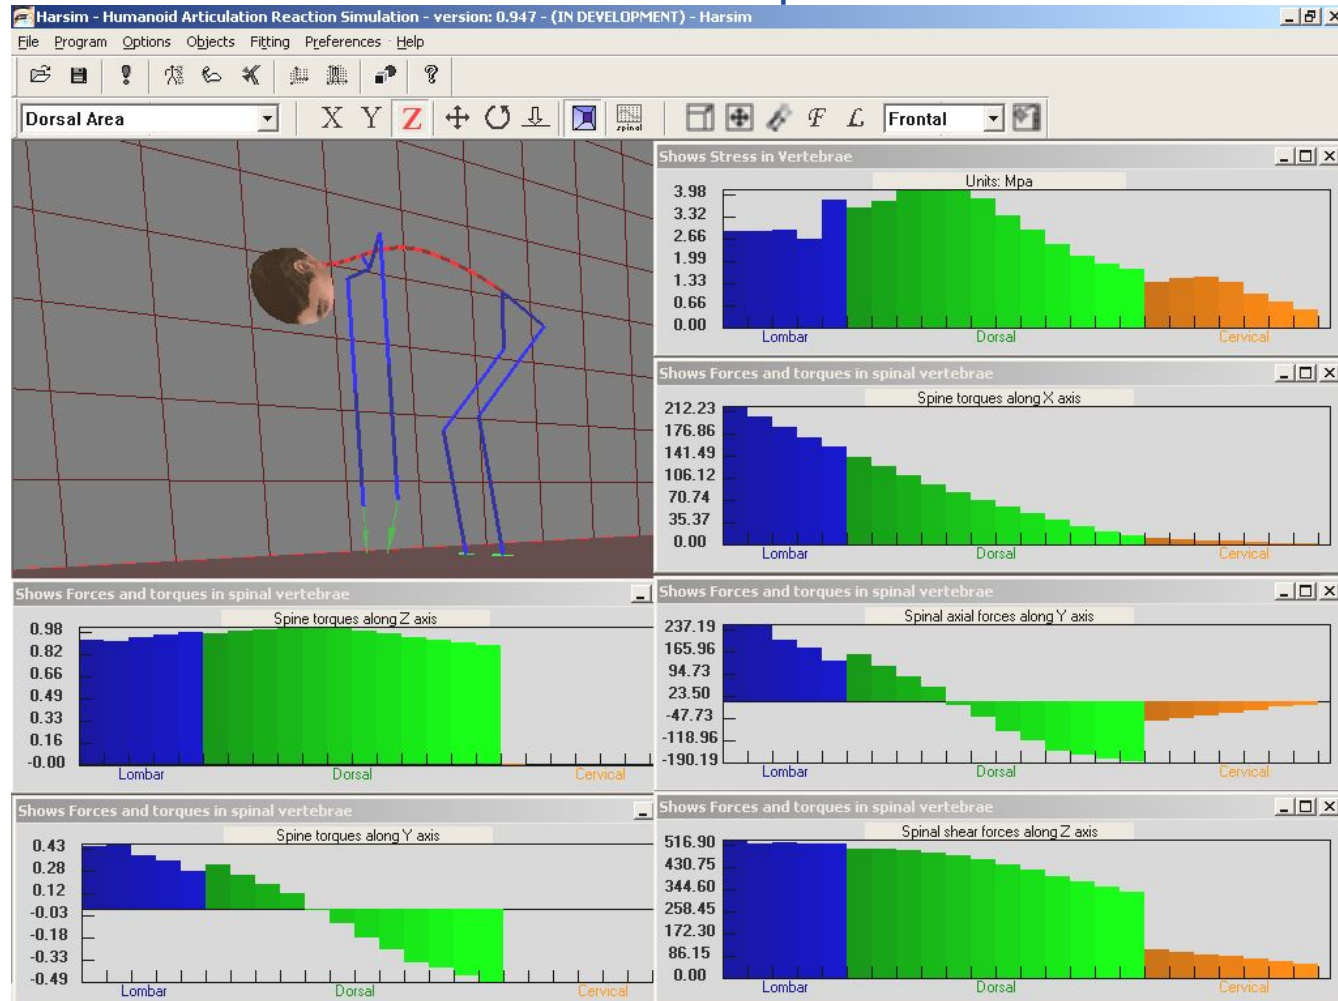 Harsim - Humanoid Articulation Reaction Simulation - version: 0.947 - (IN DEVELOPMENT) - Harsim
File Program Options Objects Fitting Preferences Help
Dorsal Area X Y Z spinal F L Frontal
Shows Stress in Vertebrae
Units: Mpa
3.98
3.32
2.66
1.99
1.33
0.66
0.00
Lombar Dorsal Cervical
Shows Forces and torques in spinal vertebrae
Spine torques along X axis
212.23
176.86
141.49
106.12
70.74
35.37
0.00
Lombar Dorsal Cervical
Shows Forces and torques in spinal vertebrae
Spine torques along Z axis
0.98
0.82
0.66
0.49
0.33
0.16
-0.00
Lombar Dorsal Cervical
Shows Forces and torques in spinal vertebrae
Spinal axial forces along Y axis
237.19
165.96
94.73
23.50
-47.73
-118.96
-190.19
Lombar Dorsal Cervical
Shows Forces and torques in spinal vertebrae
Spine torques along Y axis
0.43
0.28
0.12
-0.03
-0.18
-0.33
-0.49
Lombar Dorsal Cervical
Shows Forces and torques in spinal vertebrae
Spinal shear forces along Z axis
516.90
430.75
344.60
258.45
172.30
86.15
0.00
Lombar Dorsal Cervical